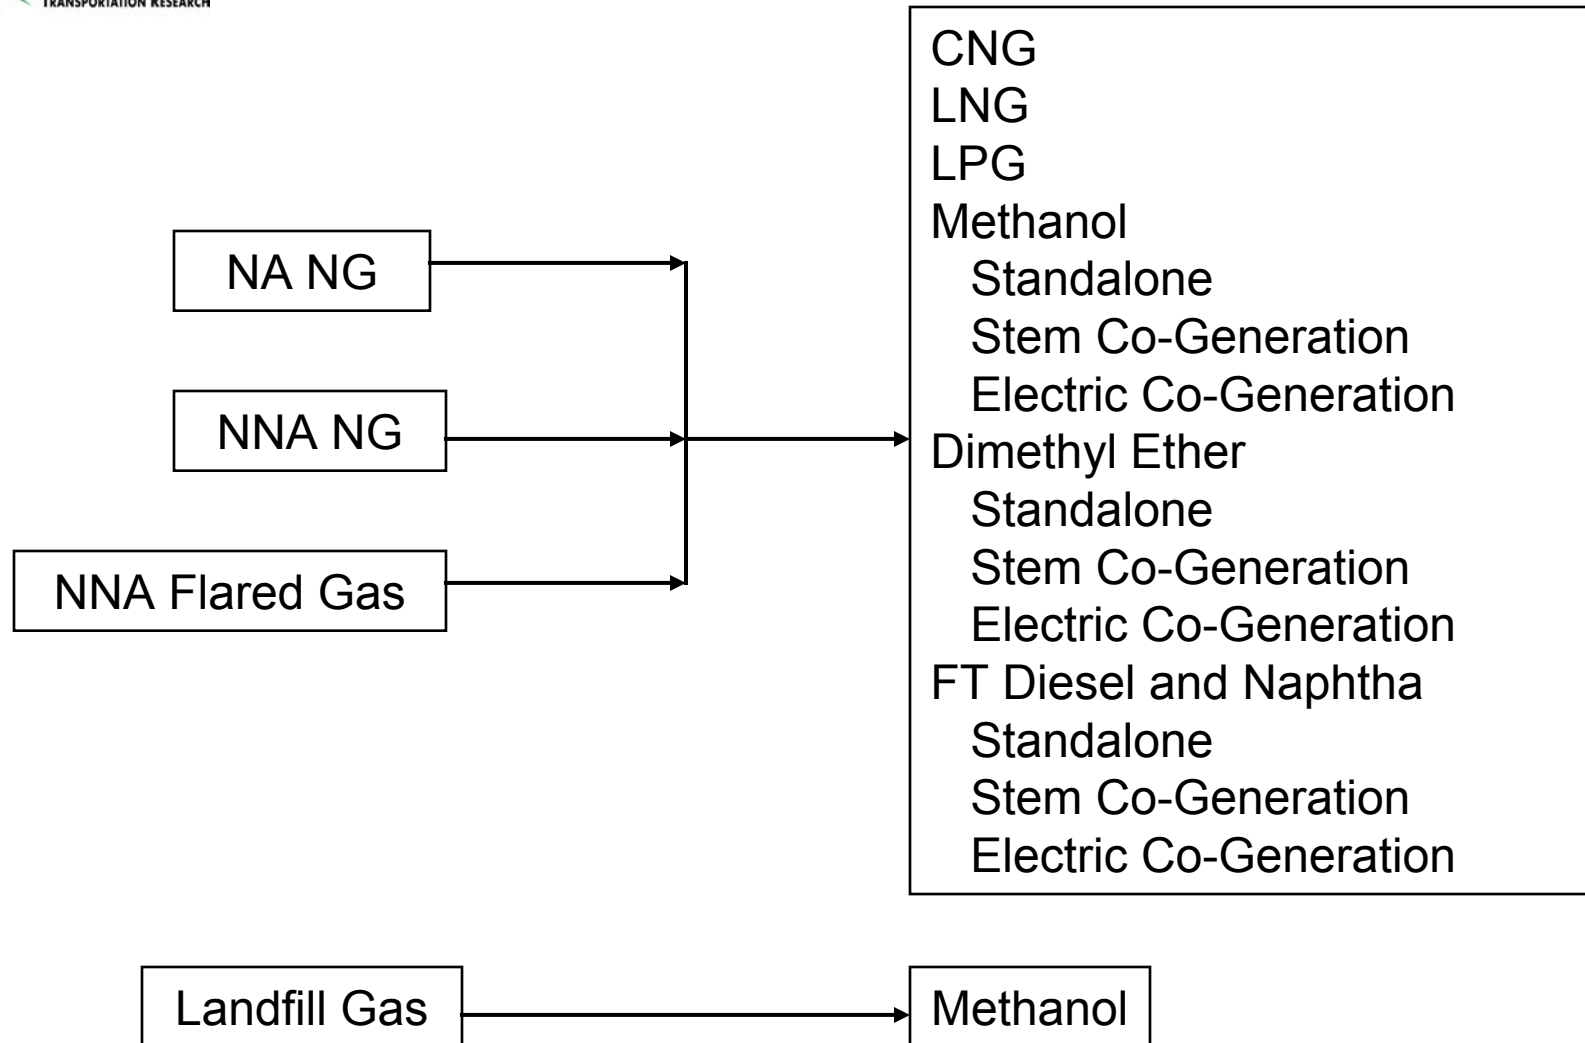 TRANSPORTATION RESEARCH
CNG
LNG
LPG
Methanol
Standalone
Stem Co-Generation
Electric Co-Generation
Dimethyl Ether
Standalone
Stem Co-Generation
Electric Co-Generation
FT Diesel and Naphtha
Standalone
Stem Co-Generation
Electric Co-Generation
NA NG
NNA NG
NNA Flared Gas
Landfill Gas
Methanol